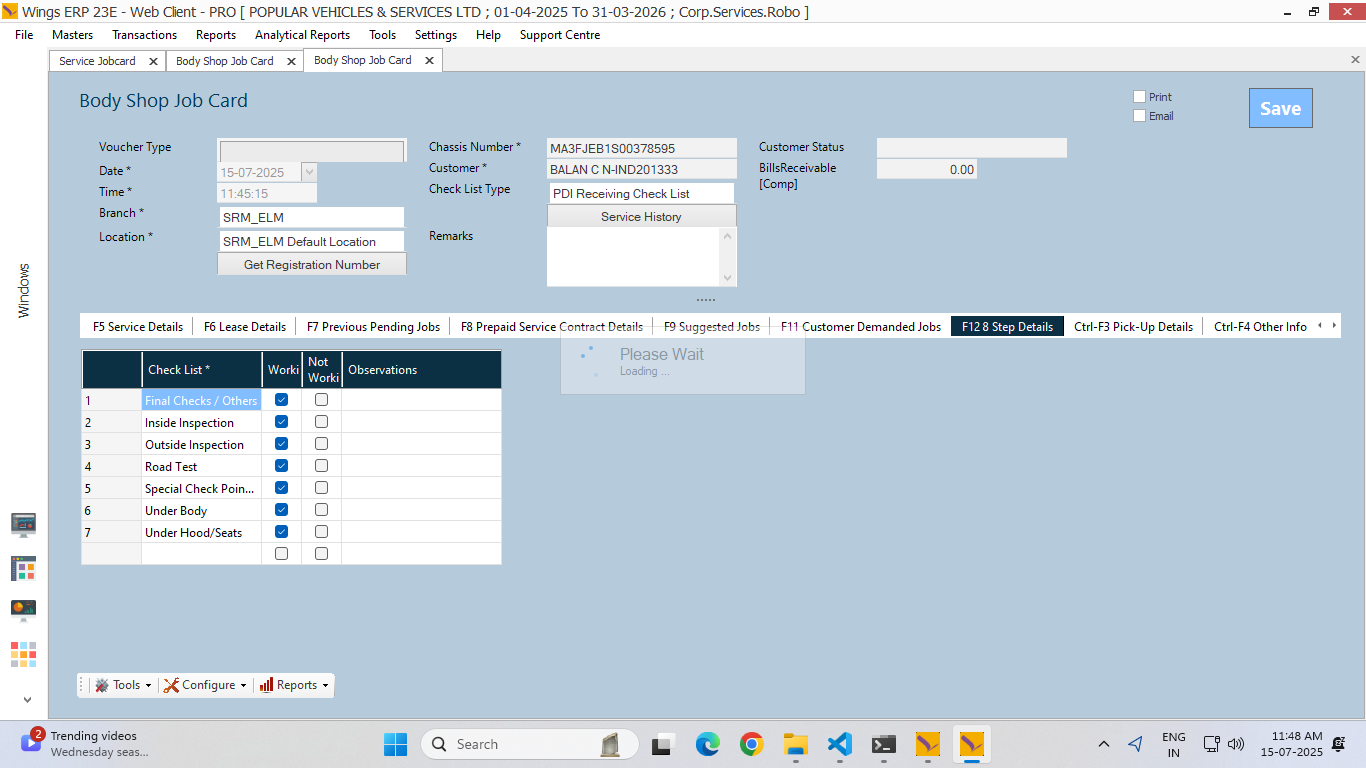 Wings ERP 23E - Web Client - PRO [ POPULAR VEHICLES & SERVICES LTD ; 01-04-2025 To 31-03-2026 ; Corp.Services.Robo ]
File Masters Transactions Reports Analytical Reports Tools Settings Help Support Centre
Service Jobcard Body Shop Job Card Body Shop Job Card
Body Shop Job Card
Print
Email
Save
Voucher Type
Date * 15-07-2025
Time * 11:45:15
Branch * SRM_ELM
Location * SRM_ELM Default Location
Get Registration Number
Chassis Number * MA3FJEB1S00378595
Customer * BALAN C N-IND201333
Check List Type PDI Receiving Check List
Service History
Remarks
Customer Status
BillsReceivable 0.00
[Comp]
Windows
F5 Service Details F6 Lease Details F7 Previous Pending Jobs F8 Prepaid Service Contract Details F9 Suggested Jobs F11 Customer Demanded Jobs F12 8 Step Details Ctrl-F3 Pick-Up Details Ctrl-F4 Other Info
Please Wait
Loading ...
Check List * Worki Not Worki Observations
1 Final Checks / Others
2 Inside Inspection
3 Outside Inspection
4 Road Test
5 Special Check Poin...
6 Under Body
7 Under Hood/Seats
Tools Configure Reports
2
Trending videos
Wednesday seas...
Search
ENG
IN
11:48 AM
15-07-2025